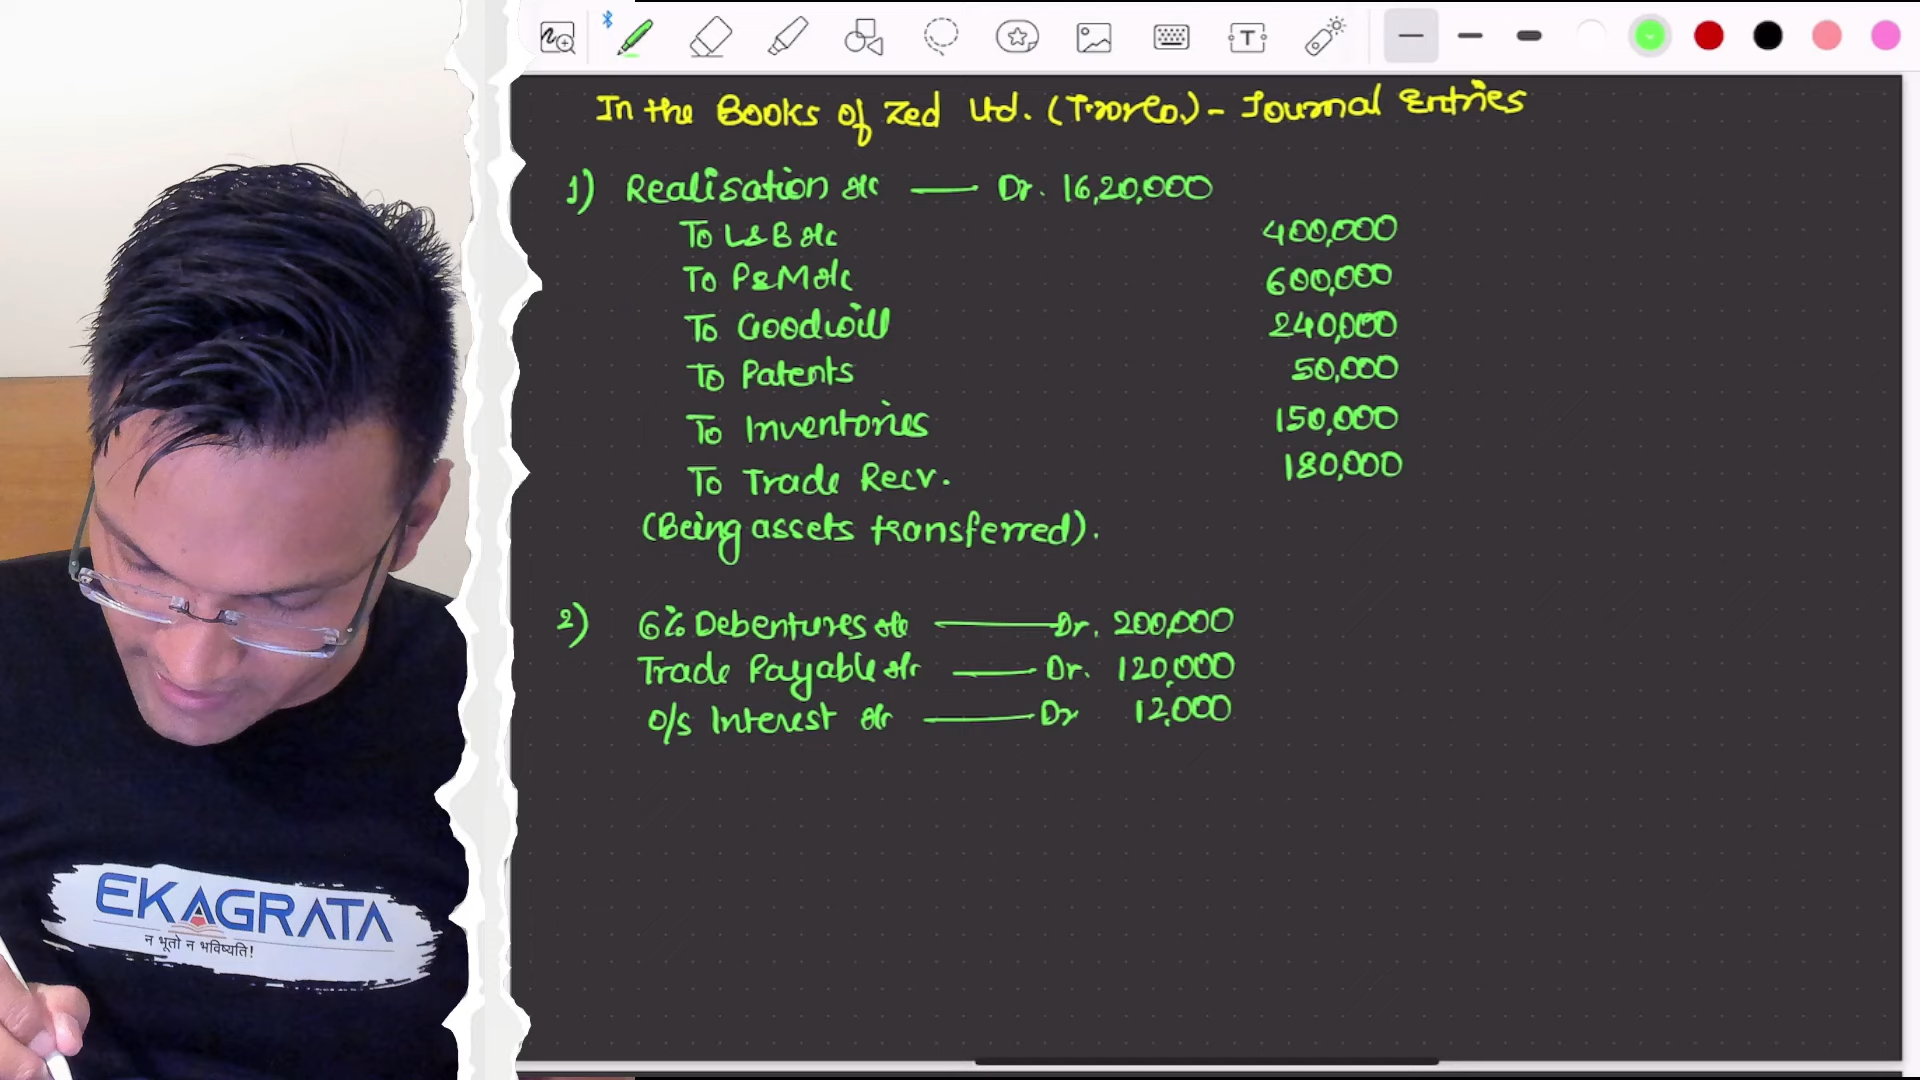 In the Books of Zed Ltd. (Tror Co.) - Journal Entries
1) Realisation a/c —— Dr. 16,20,000
To L&B a/c 400,000
To P&M a/c 600,000
To Goodwill 240,000
To Patents 50,000
To Inventories 150,000
To Trade Recv. 180,000
(Being assets transferred).
2) 6% Debentures a/c ——— Dr. 200,000
Trade Payable a/c —— Dr. 120,000
O/s Interest a/c ——— Dr 12,000
EKAGRATA
न भूतो न भविष्यति!
T